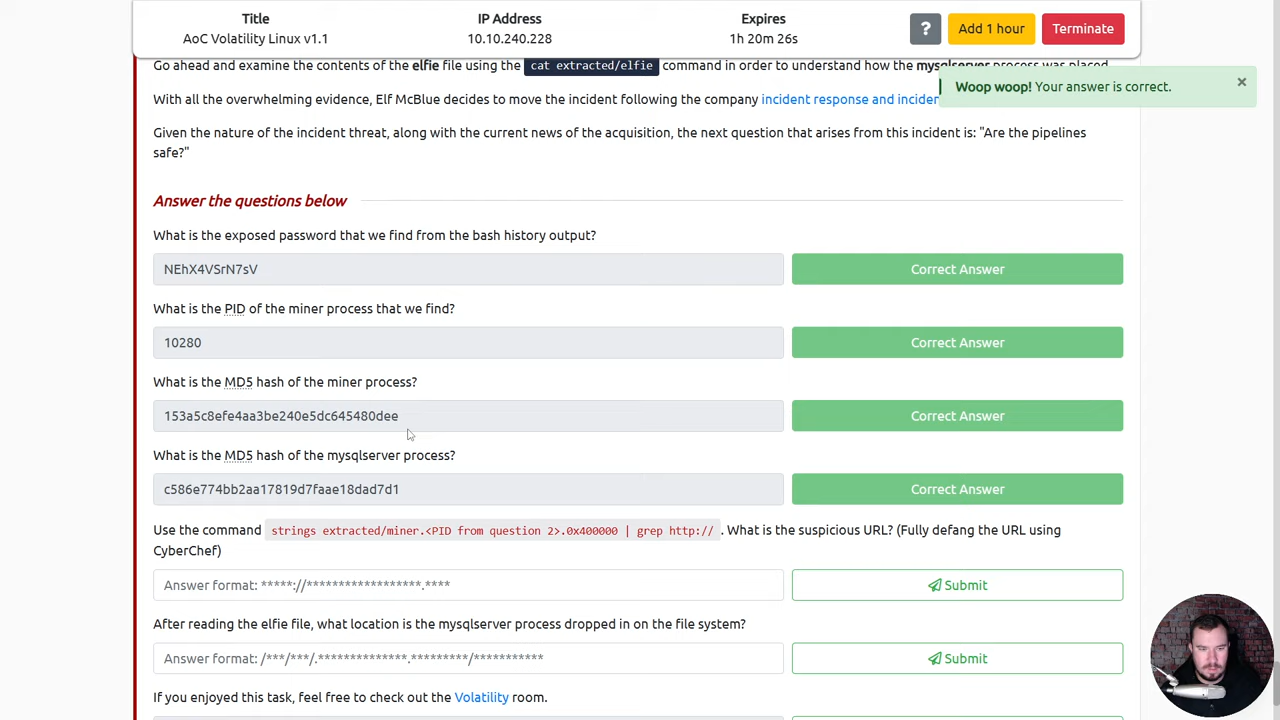 Title
AoC Volatility Linux v1.1
IP Address
10.10.240.228
Expires
1h 20m 26s
?
Add 1 hour
Terminate
Go ahead and examine the contents of the elfie file using the cat extracted/elfie command in order to understand how the mysqlserver process was placed
Woop woop! Your answer is correct.
×
With all the overwhelming evidence, Elf McBlue decides to move the incident following the company incident response and inciden
Given the nature of the incident threat, along with the current news of the acquisition, the next question that arises from this incident is: "Are the pipelines
safe?"
Answer the questions below
What is the exposed password that we find from the bash history output?
NEhX4VSrN7sV
Correct Answer
What is the PID of the miner process that we find?
10280
Correct Answer
What is the MD5 hash of the miner process?
153a5c8efe4aa3be240e5dc645480dee
Correct Answer
What is the MD5 hash of the mysqlserver process?
c586e774bb2aa17819d7faae18dad7d1
Correct Answer
Use the command strings extracted/miner.<PID from question 2>.0x400000 | grep http:// . What is the suspicious URL? (Fully defang the URL using
CyberChef)
Answer format: *****://******************.****
Submit
After reading the elfie file, what location is the mysqlserver process dropped in on the file system?
Answer format: /***/***/.**************.*********/***********
Submit
If you enjoyed this task, feel free to check out the Volatility room.